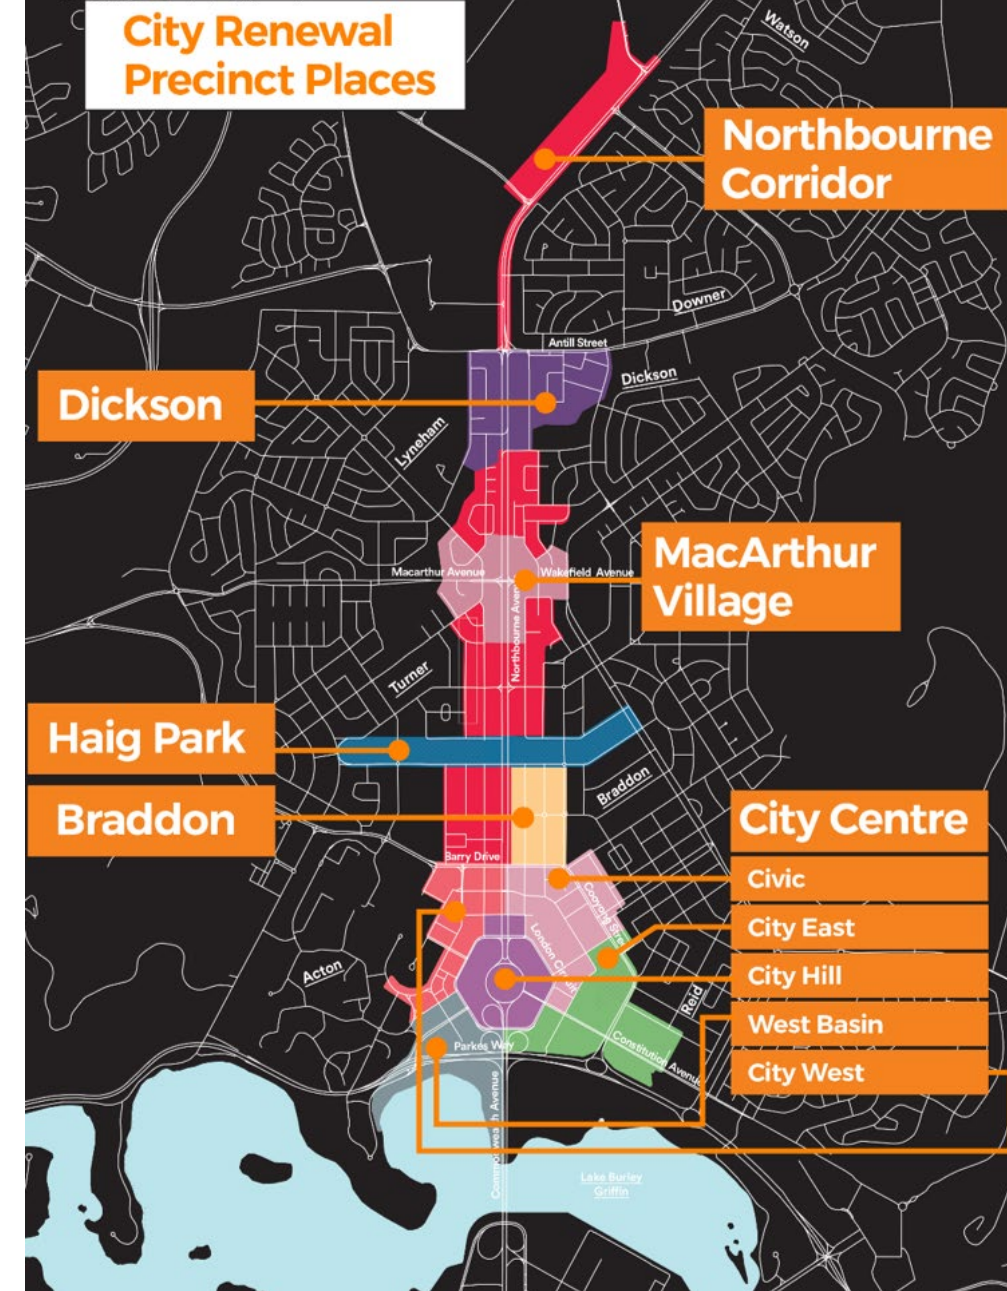 City Renewal
Precinct Places
Watson
Northbourne
Corridor
Downer
Antill Street
Dickson
Dickson
Lyneham
MacArthur
Village
Macarthur Avenue
Wakefield Avenue
Northbourne Avenue
Turner
Haig Park
Braddon
Braddon
City Centre
Civic
City East
City Hill
West Basin
City West
Barry Drive
Cooyong Street
London Circuit
Acton
Reid
Parkes Way
Constitution Avenue
Commonwealth Avenue
Lake Burley
Griffin